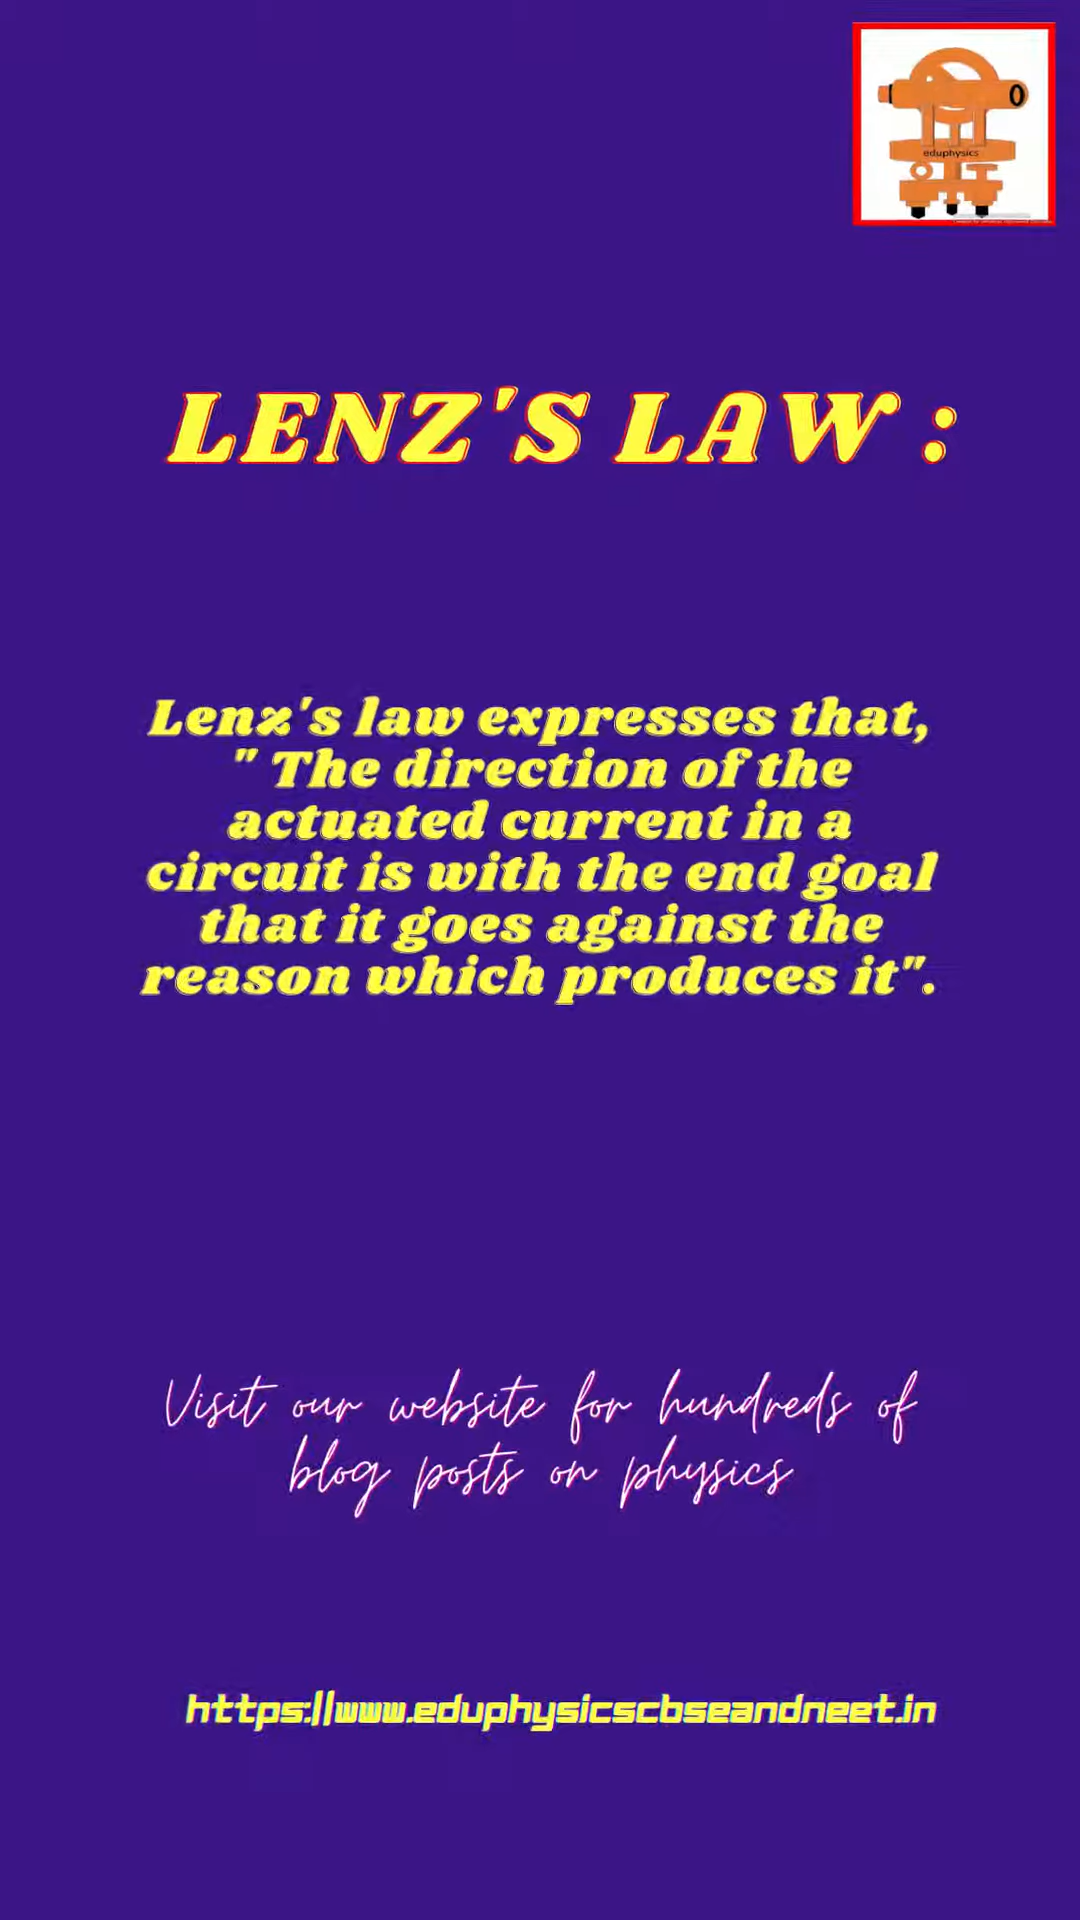 eduphysics
LENZ'S LAW :
Lenz's law expresses that,
" The direction of the
actuated current in a
circuit is with the end goal
that it goes against the
reason which produces it".
Visit our website for hundreds of
blog posts on physics
https://www.eduphysicscbseandneet.in